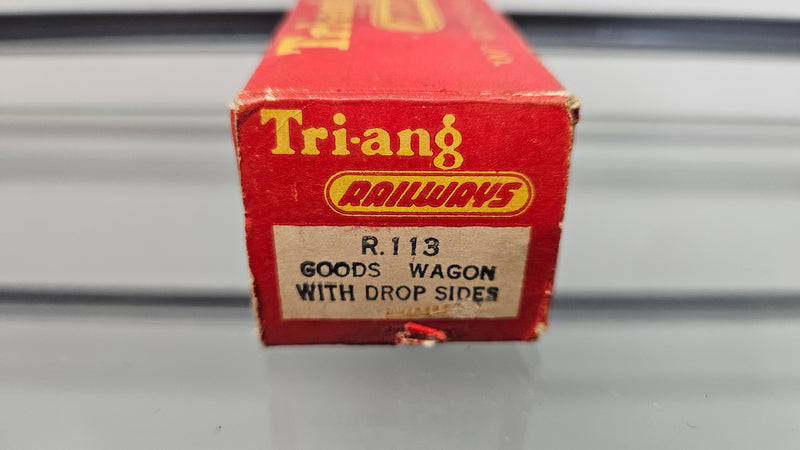 Tri-ang
RAILWAYS
R.113
GOODS WAGON
WITH DROP SIDES